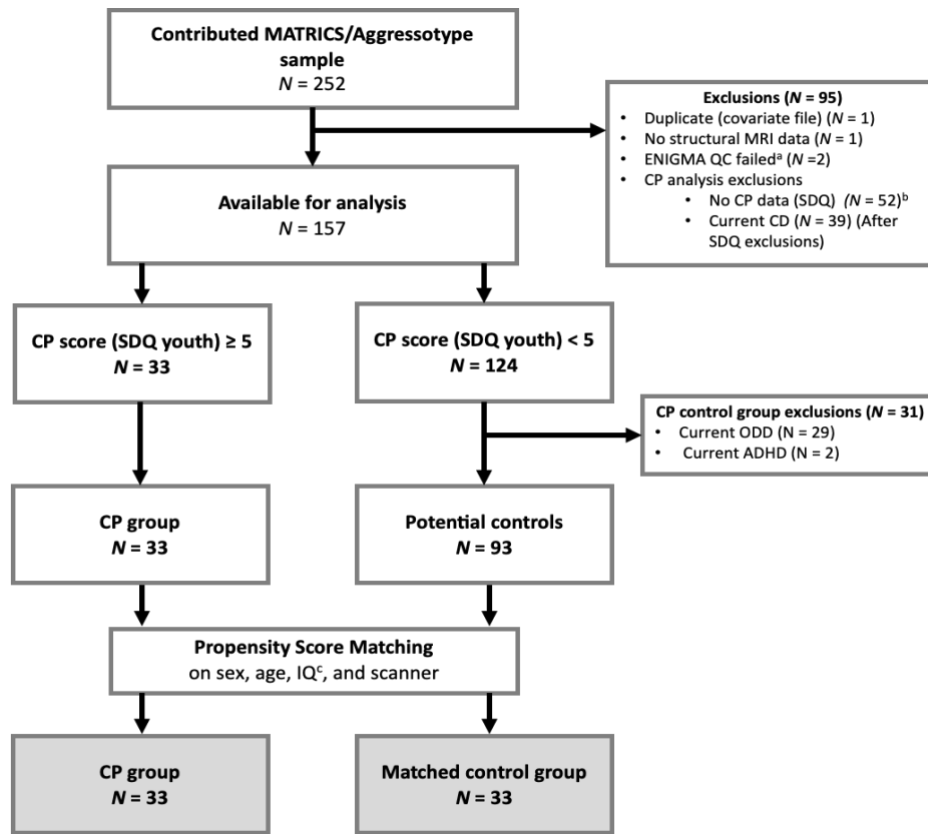 Contributed MATRICS/Aggressotype
sample
N = 252
Exclusions (N = 95)
• Duplicate (covariate file) (N = 1)
• No structural MRI data (N = 1)
• ENIGMA QC failedᵃ (N =2)
• CP analysis exclusions
• No CP data (SDQ) (N = 52)ᵇ
• Current CD (N = 39) (After
SDQ exclusions)
Available for analysis
N = 157
CP score (SDQ youth) ≥ 5
N = 33
CP score (SDQ youth) < 5
N = 124
CP control group exclusions (N = 31)
• Current ODD (N = 29)
• Current ADHD (N = 2)
CP group
N = 33
Potential controls
N = 93
Propensity Score Matching
on sex, age, IQᶜ, and scanner
CP group
N = 33
Matched control group
N = 33